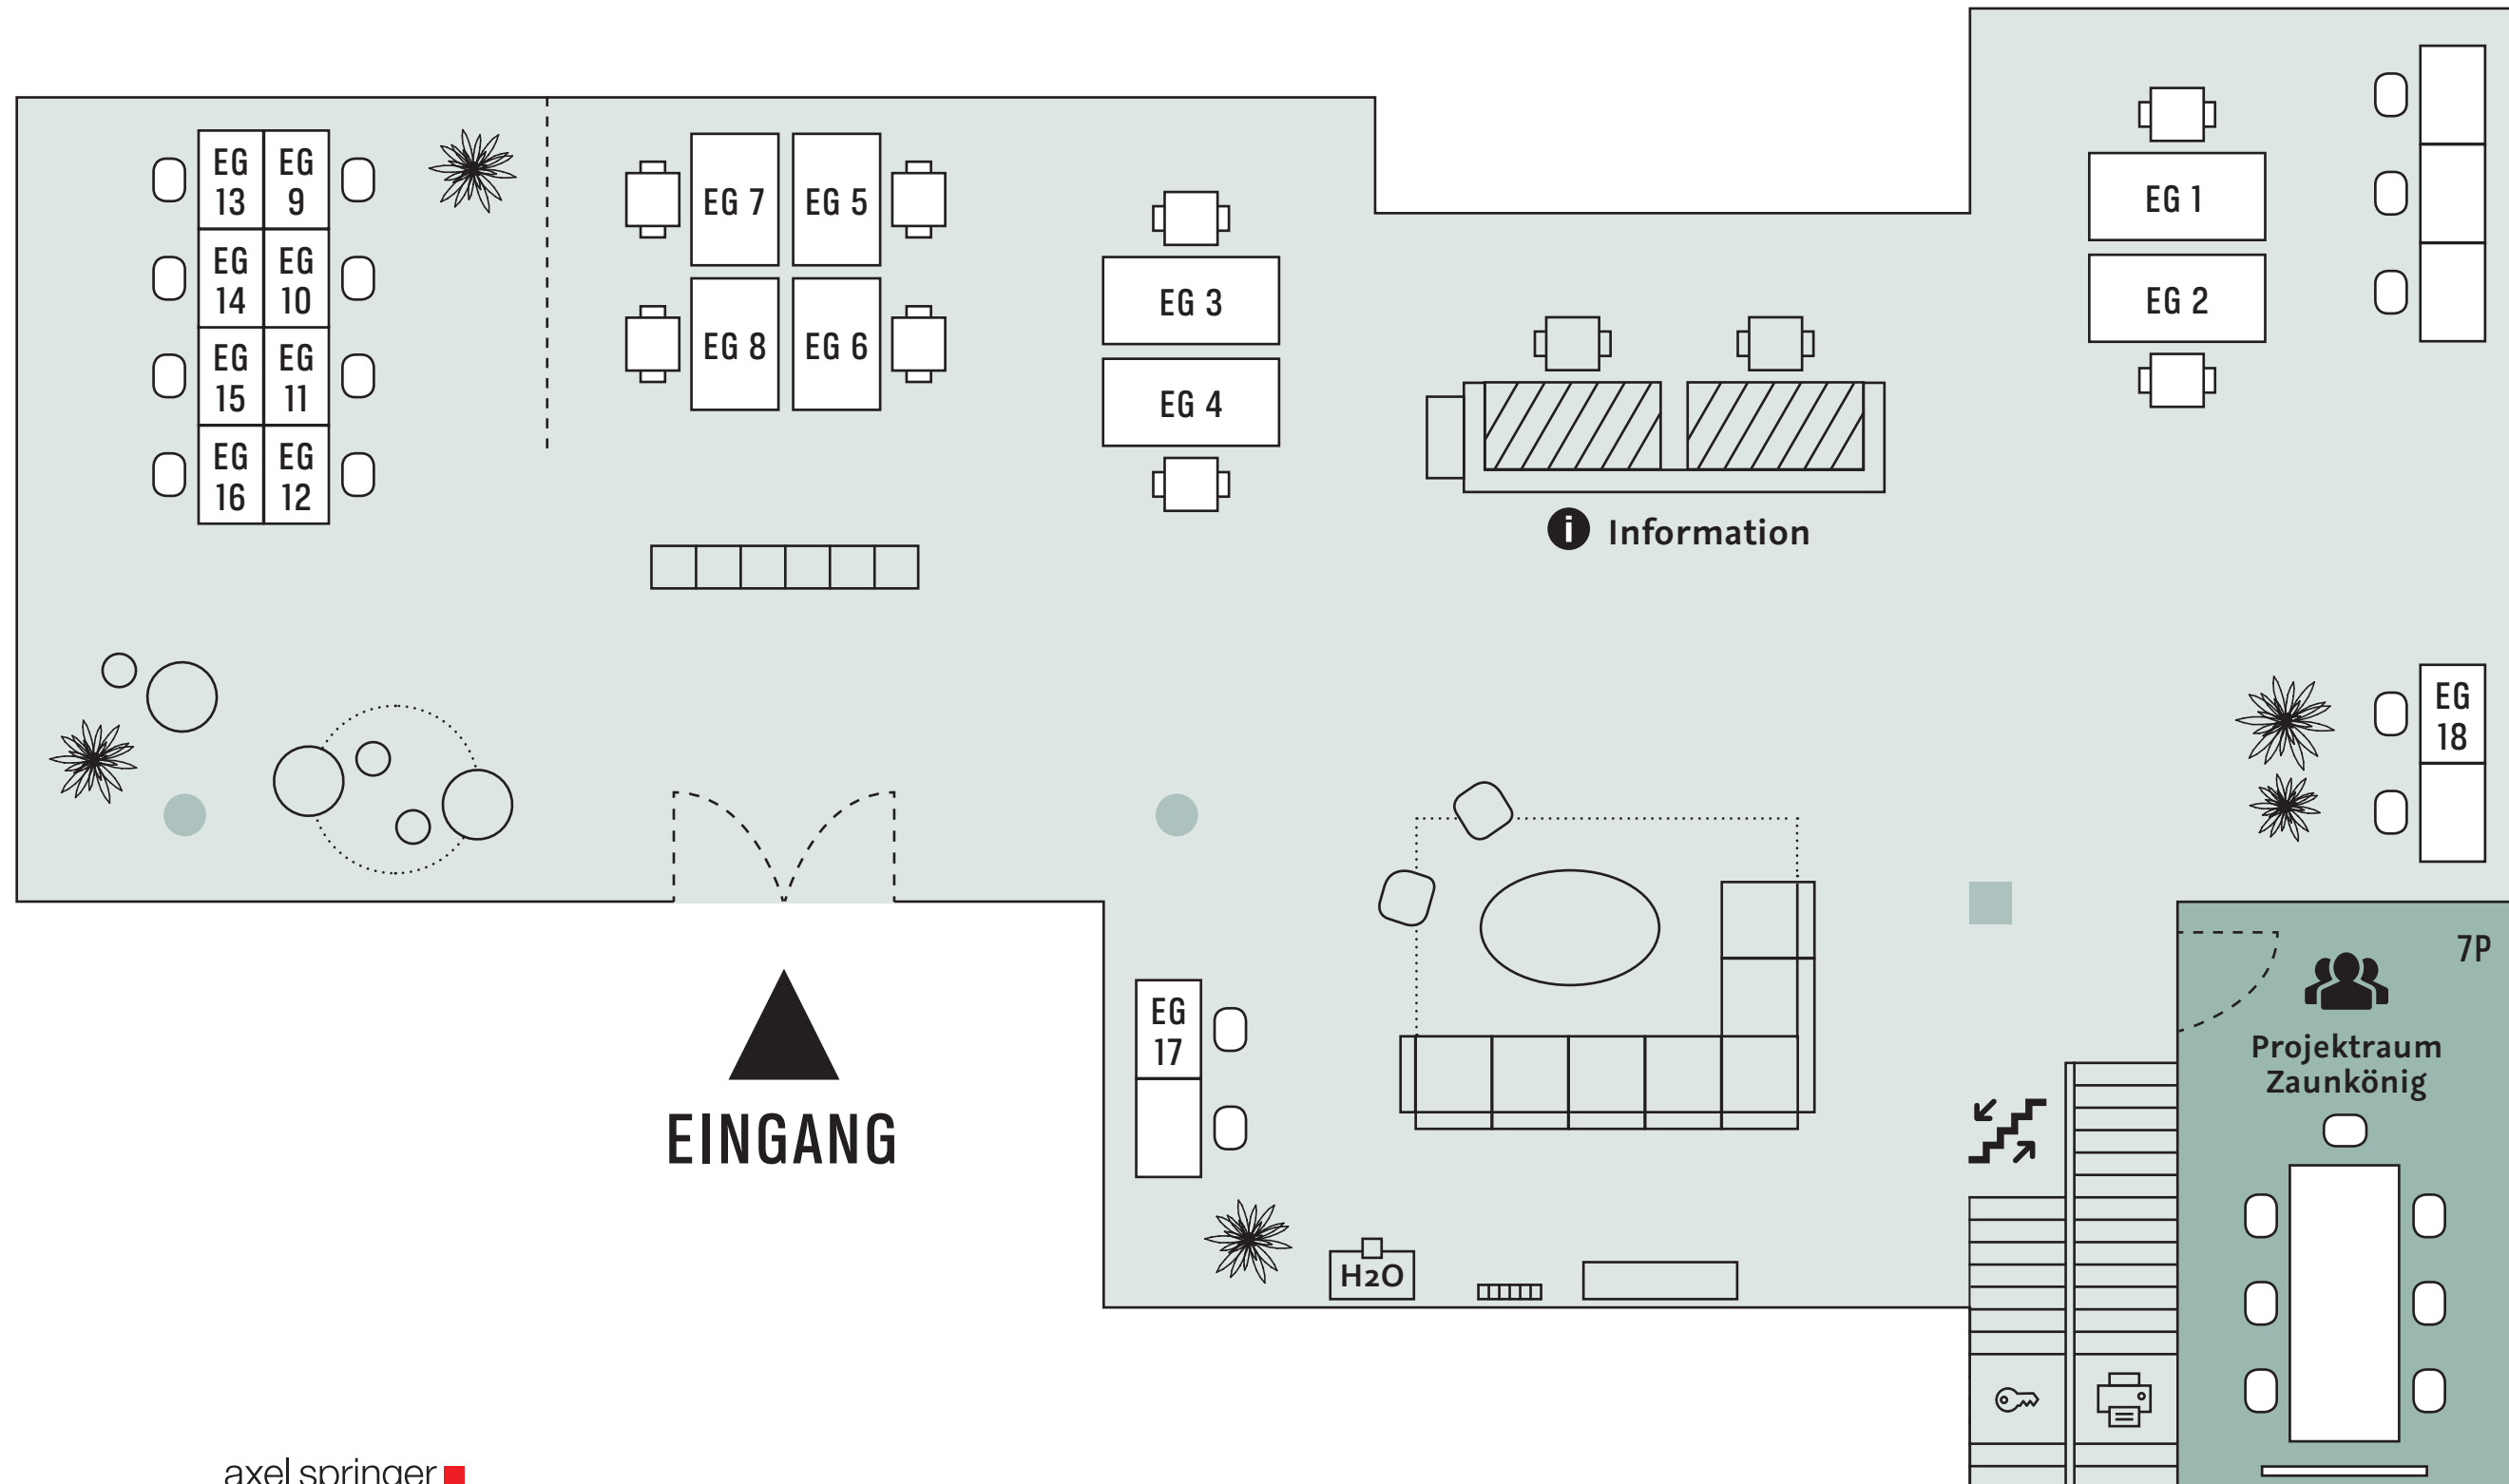 EG
13
EG
9
EG
14
EG
10
EG
15
EG
11
EG
16
EG
12
EG 7
EG 5
EG 8
EG 6
EG 3
EG 4
EG 1
EG 2
i Information
EG
18
EINGANG
EG
17
H2O
7P
Projektraum
Zaunkönig
axel springer